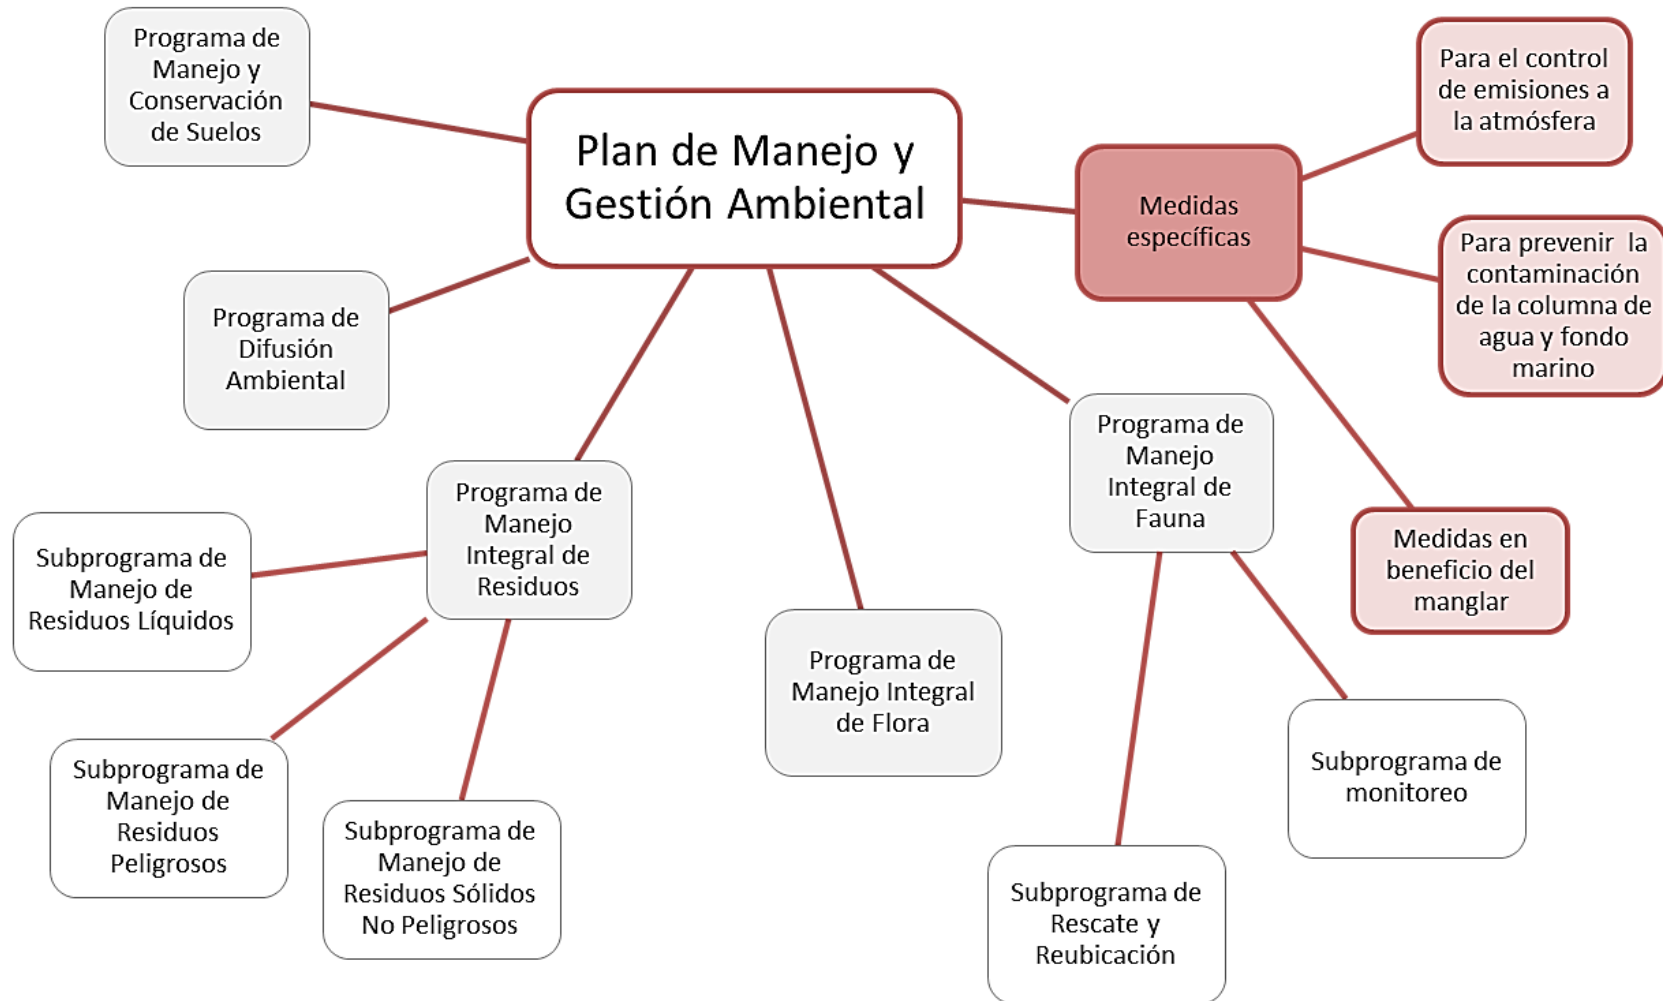 Programa de
Manejo y
Conservación
de Suelos
Plan de Manejo y
Gestión Ambiental
Medidas
específicas
Para el control
de emisiones a
la atmósfera
Para prevenir  la
contaminación
de la columna de
agua y fondo
marino
Medidas en
beneficio del
manglar
Programa de
Difusión
Ambiental
Programa de
Manejo
Integral de
Residuos
Subprograma de
Manejo de
Residuos Líquidos
Subprograma de
Manejo de
Residuos
Peligrosos
Subprograma de
Manejo de
Residuos Sólidos
No Peligrosos
Programa de
Manejo Integral
de Flora
Programa de
Manejo
Integral de
Fauna
Subprograma de
Rescate y
Reubicación
Subprograma de
monitoreo